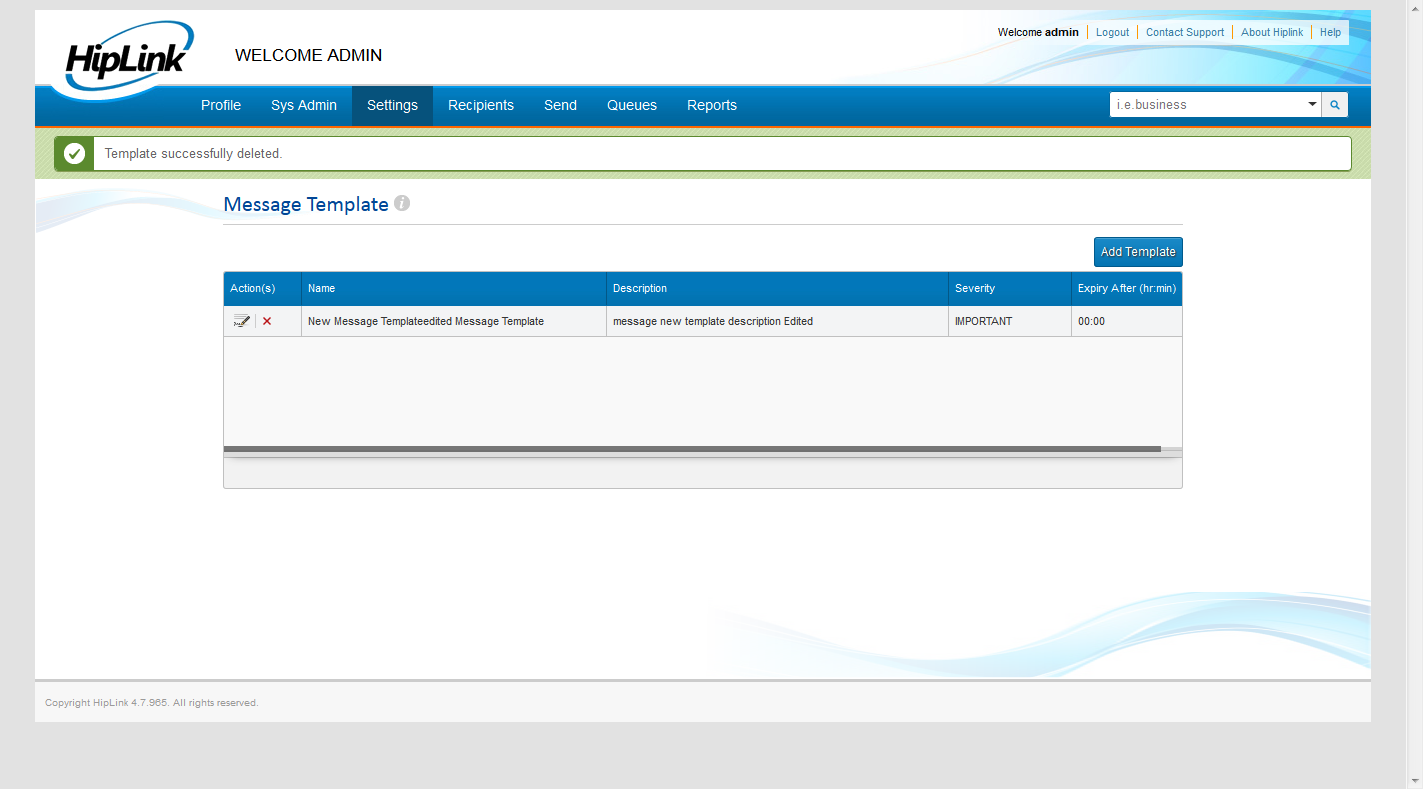 HipLink
WELCOME ADMIN
Welcome admin Logout Contact Support About Hiplink Help
Profile Sys Admin Settings Recipients Send Queues Reports i.e.business
Template successfully deleted.
Message Template i
Add Template
Action(s) Name Description Severity Expiry After (hr:min)
New Message Templateedited Message Template message new template description Edited IMPORTANT 00:00
Copyright HipLink 4.7.965. All rights reserved.